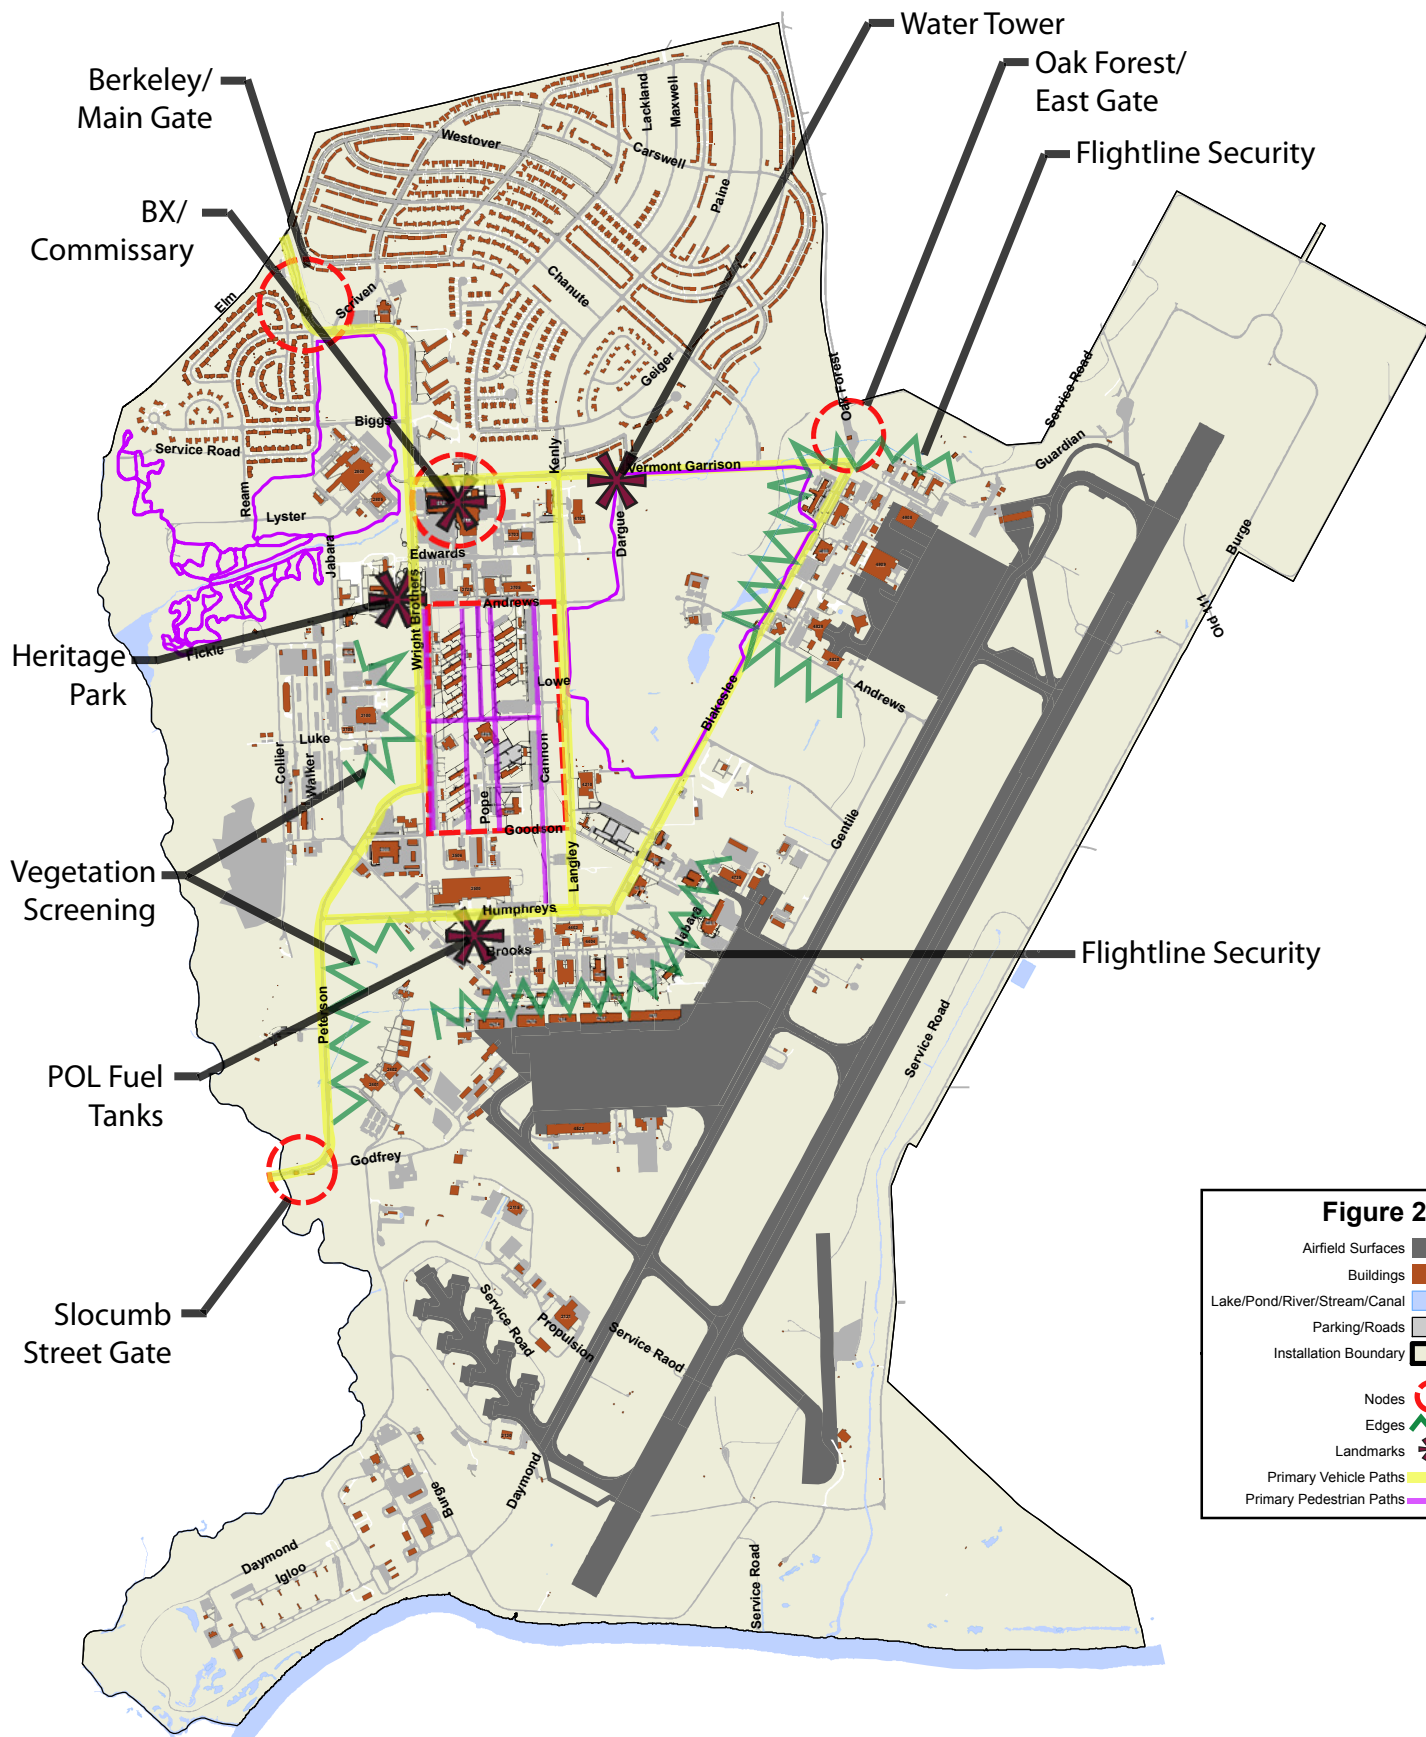 Water Tower
Oak Forest/
East Gate
Berkeley/
Main Gate
Flightline Security
BX/
Commissary
Lackland
Maxwell
Westover
Carswell
Paine
Chanute
Elm
Scriven
Geiger
Oak Forest
Service Road
Guardian
Biggs
Service Road
Kenly
Vermont Garrison
Ream
Lyster
Jabara
Dargue
Edwards
Burge
Old 111
Andrews
Wright Brothers
Heritage
Park
Fickle
Lowe
Blakeslee
Andrews
Luke
Collier
Walker
Cannon
Pope
Goodson
Gentile
Langley
Vegetation
Screening
Humphreys
Jabara
Brooks
Flightline Security
Peterson
Service Road
POL Fuel
Tanks
Godfrey
Slocumb
Street Gate
Service Road
Propulsion
Service Raod
Daymond
Burge
Daymond
Igloo
Service Road
Figure 2
Airfield Surfaces
Buildings
Lake/Pond/River/Stream/Canal
Parking/Roads
Installation Boundary
Nodes
Edges
Landmarks
Primary Vehicle Paths
Primary Pedestrian Paths